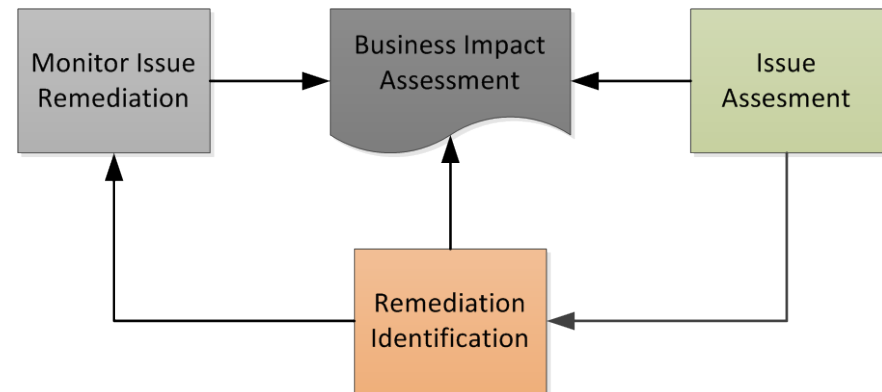 Monitor Issue
Remediation
Business Impact
Assessment
Issue
Assesment
Remediation
Identification